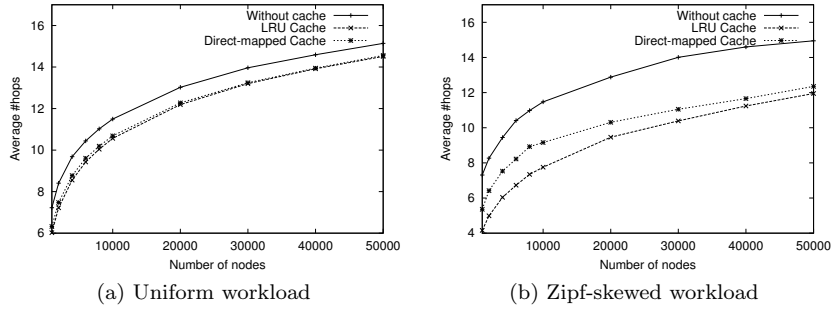 16
14
12
10
8
6
10000 20000 30000 40000 50000
Average #hops
Number of nodes
Without cache
LRU Cache
Direct-mapped Cache
(a) Uniform workload
16
14
12
10
8
6
4
10000 20000 30000 40000 50000
Average #hops
Number of nodes
Without cache
LRU Cache
Direct-mapped Cache
(b) Zipf-skewed workload